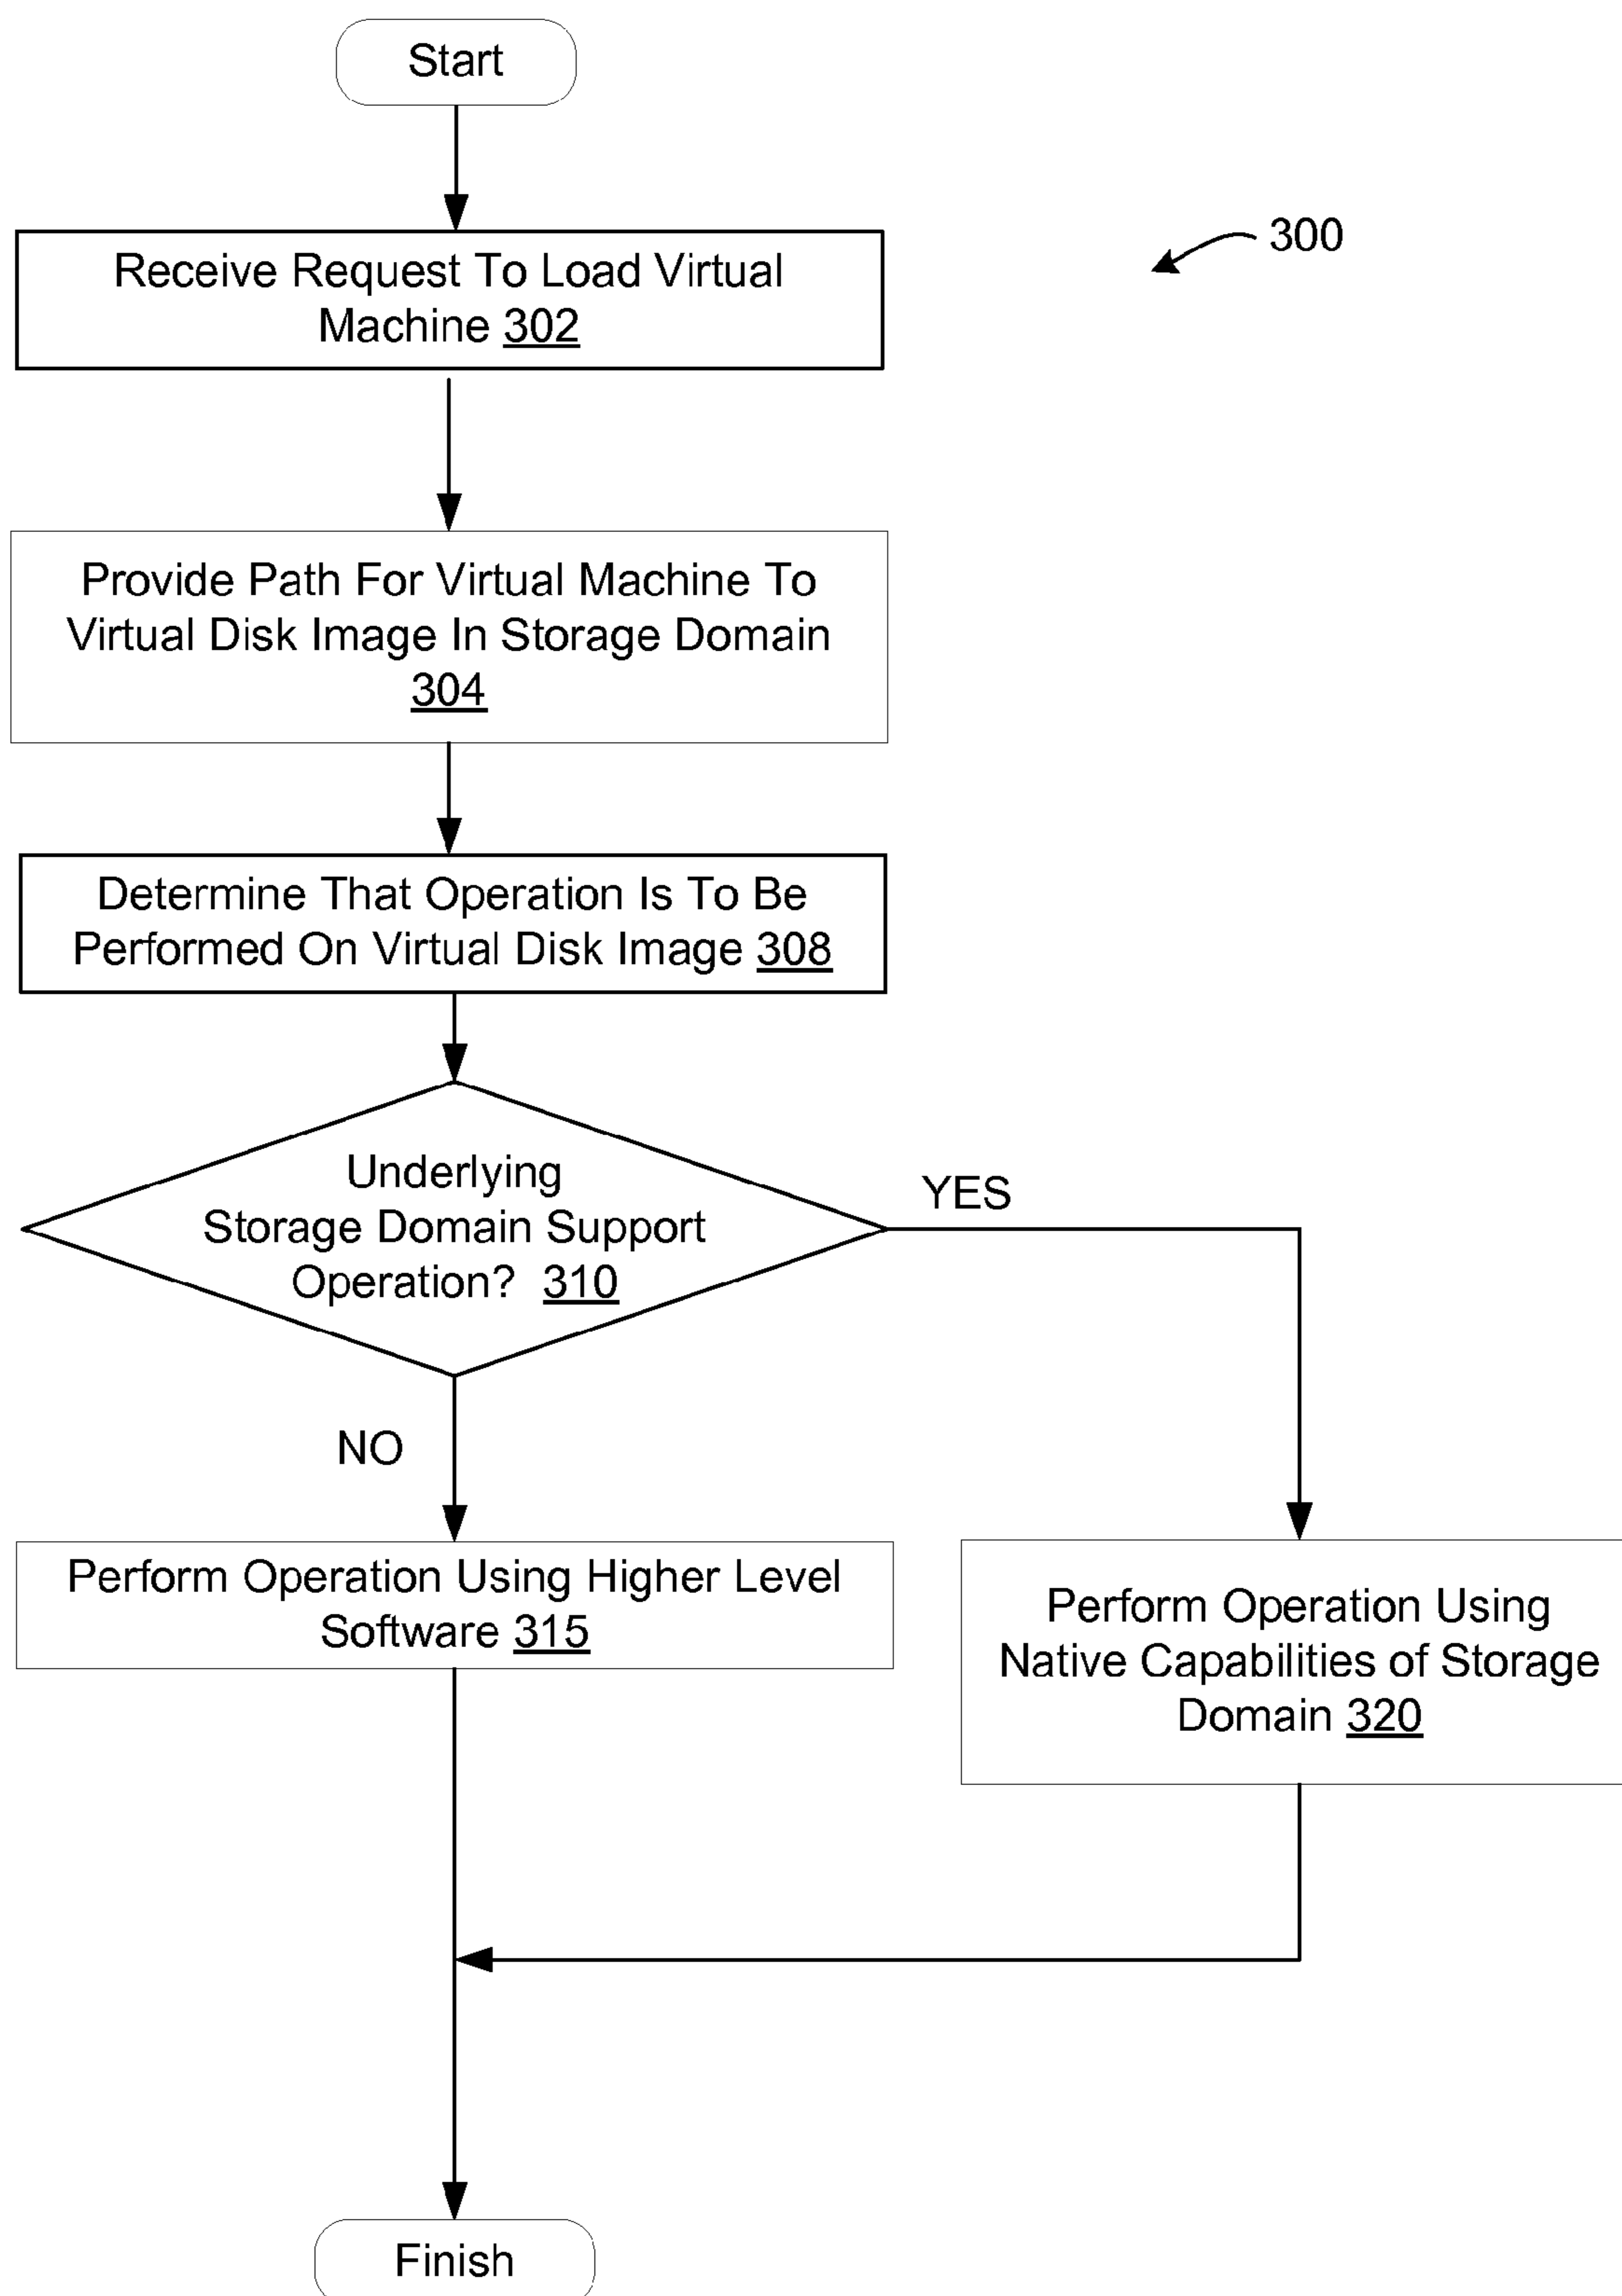 Start
300
Receive Request To Load Virtual
Machine 302
Provide Path For Virtual Machine To
Virtual Disk Image In Storage Domain
304
Determine That Operation Is To Be
Performed On Virtual Disk Image 308
Underlying
Storage Domain Support
Operation? 310
YES
NO
Perform Operation Using Higher Level
Software 315
Perform Operation Using
Native Capabilities of Storage
Domain 320
Finish